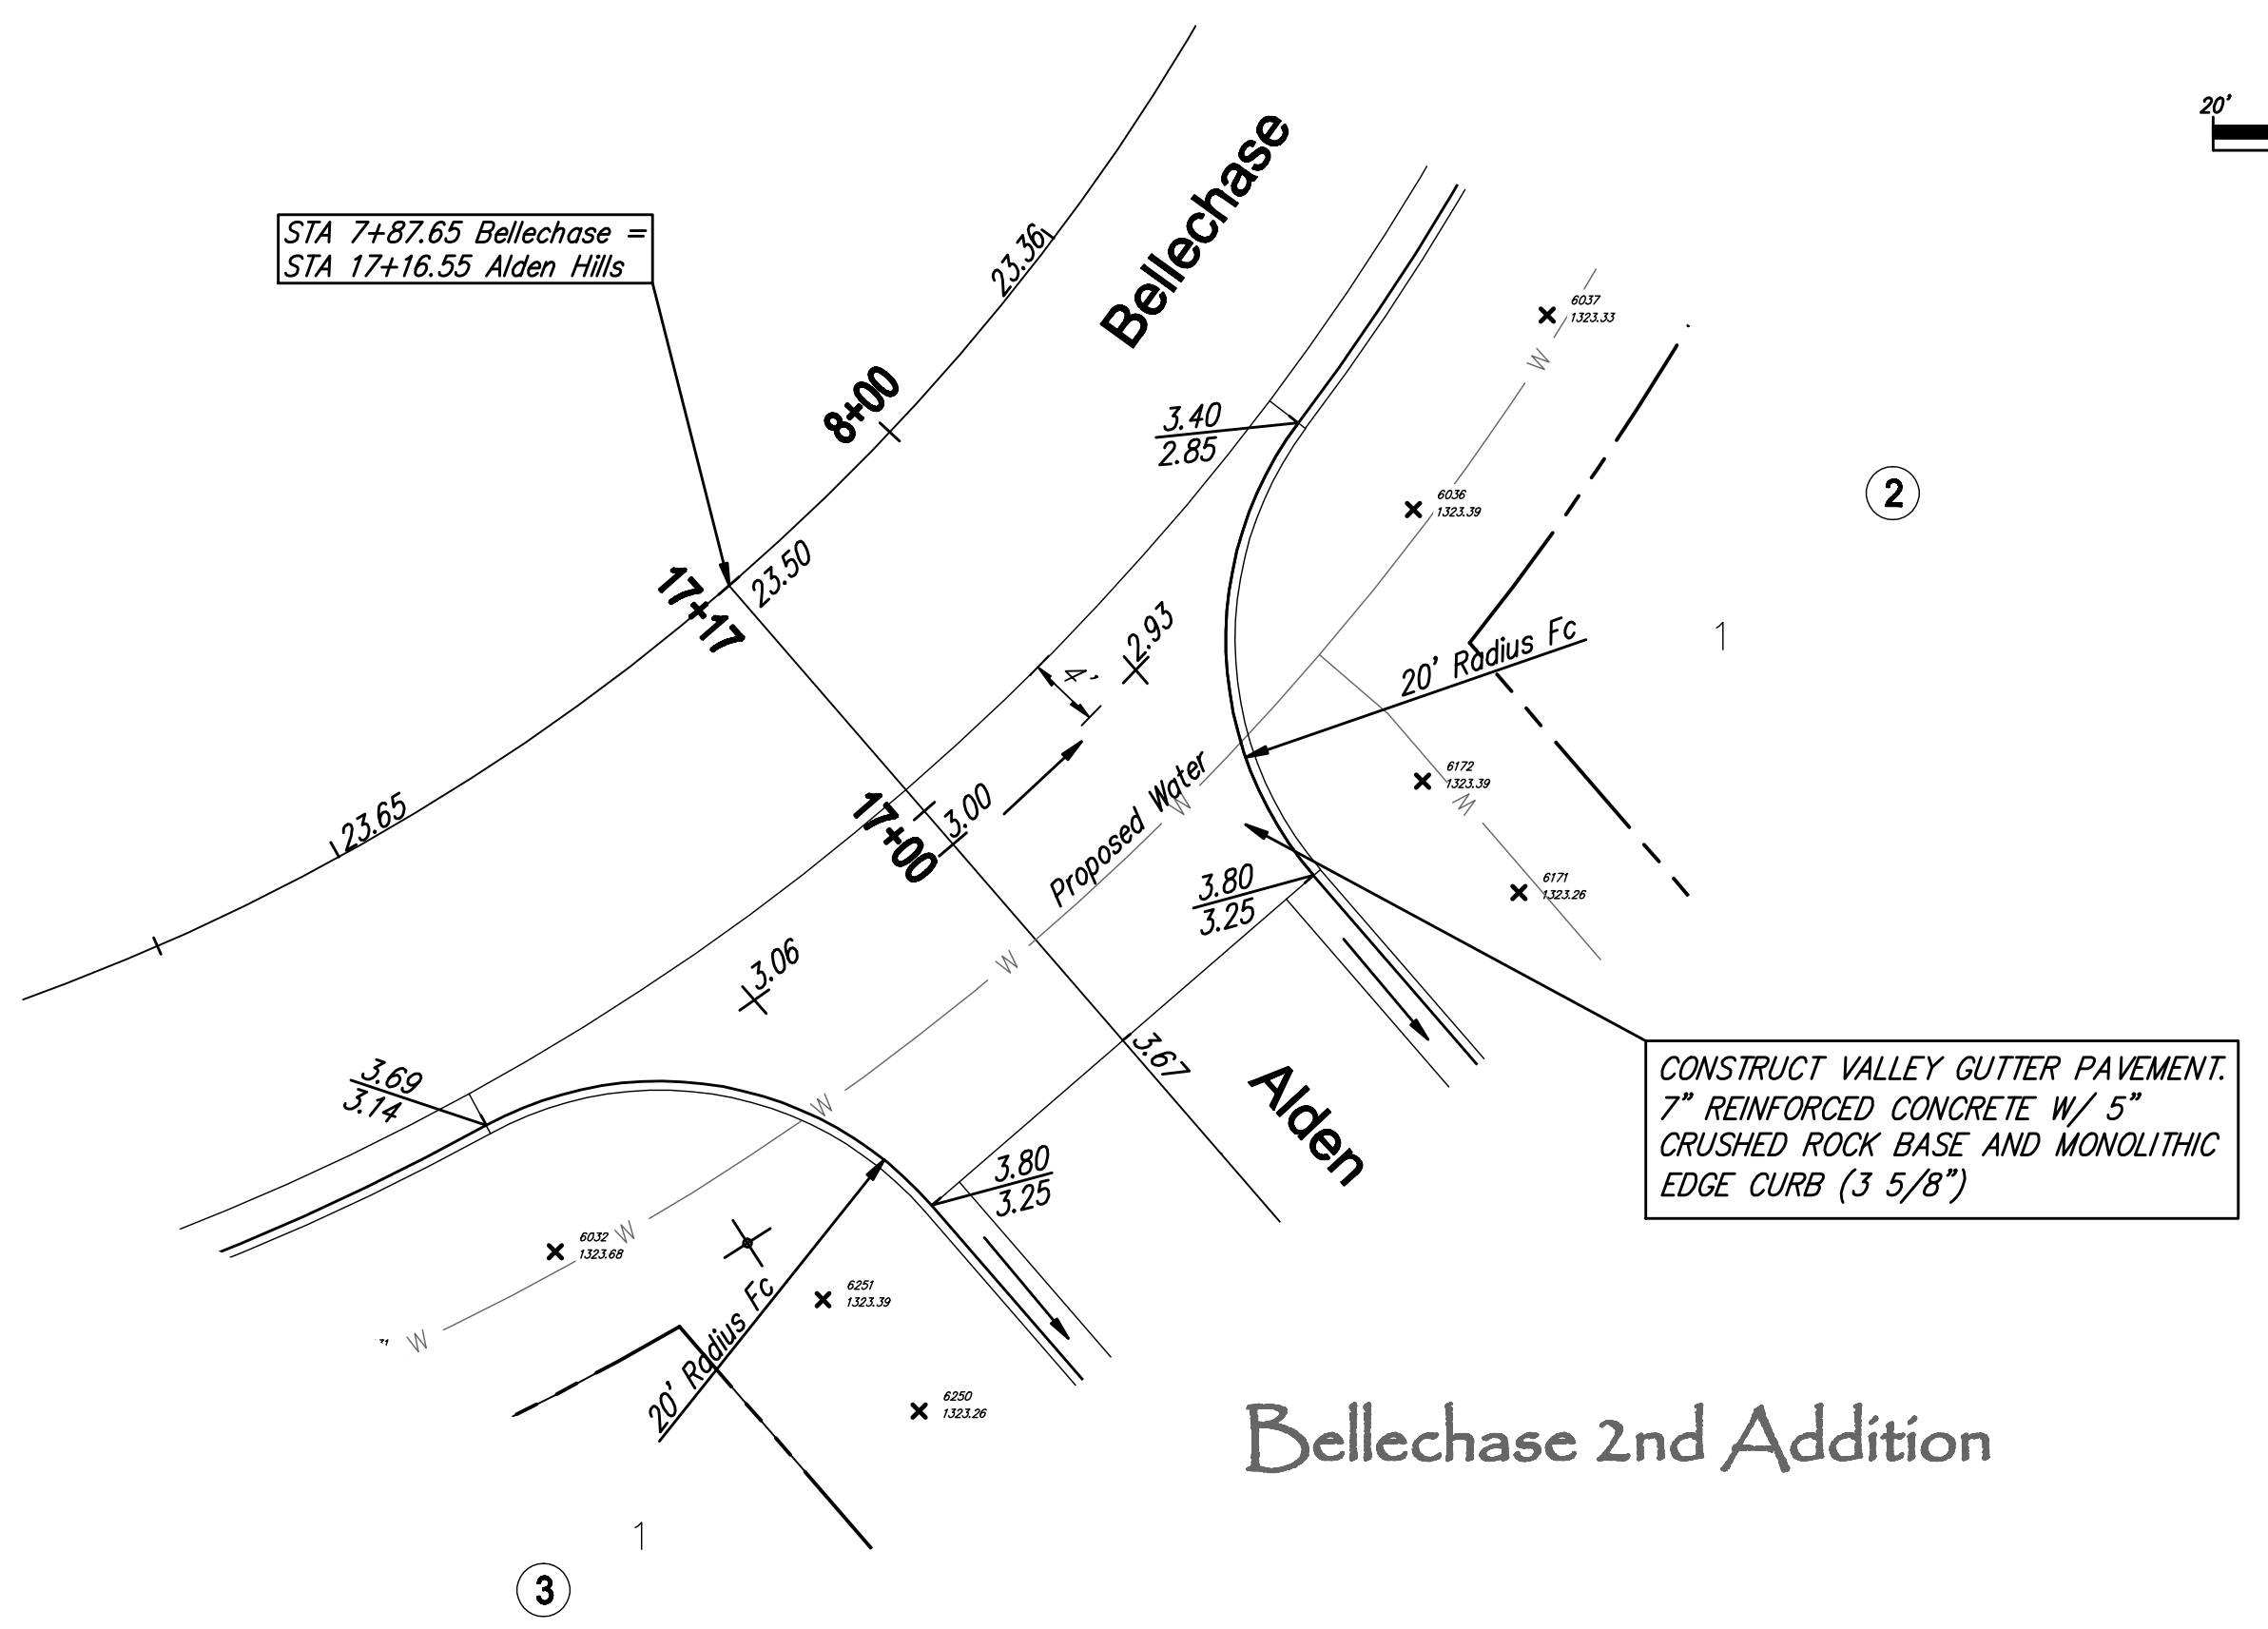 20'
Bellechase
STA 7+87.65 Bellechase =
STA 17+16.55 Alden Hills
23.36
6037
1323.33
8+00
3.40
2.85
6036
1323.39
2
23.50
17+17
2.93
4'
20' Radius Fc
1
6172
1323.39
W
W
W
W
W
W
W
Proposed Water
3.00
17+00
23.65
3.80
3.25
6171
1323.26
3.06
3.67
3.69
3.14
Alden
CONSTRUCT VALLEY GUTTER PAVEMENT.
7" REINFORCED CONCRETE W/ 5"
CRUSHED ROCK BASE AND MONOLITHIC
EDGE CURB (3 5/8")
3.80
3.25
6032
1323.68
6251
1323.39
20' Radius Fc
6250
1323.26
Bellechase 2nd Addition
1
3